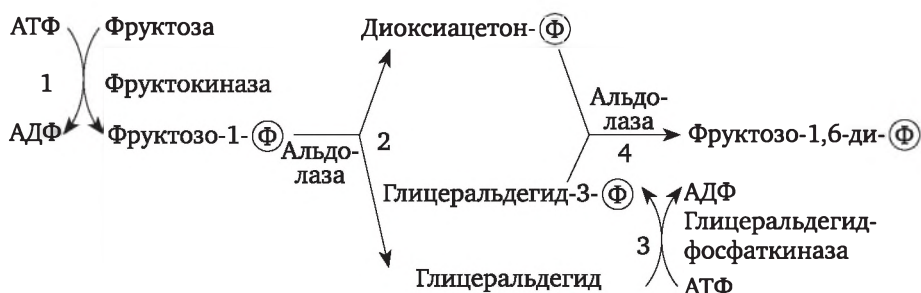 АТФ Фруктоза Диоксиацетон-Ф
1 Фруктокиназа
АДФ Фруктозо-1-Ф
Альдо-
лаза
2
Альдо-
лаза
4
Фруктозо-1,6-ди-Ф
Глицеральдегид-3-Ф
АДФ
3
Глицеральдегид-
фосфаткиназа
Глицеральдегид
АТФ